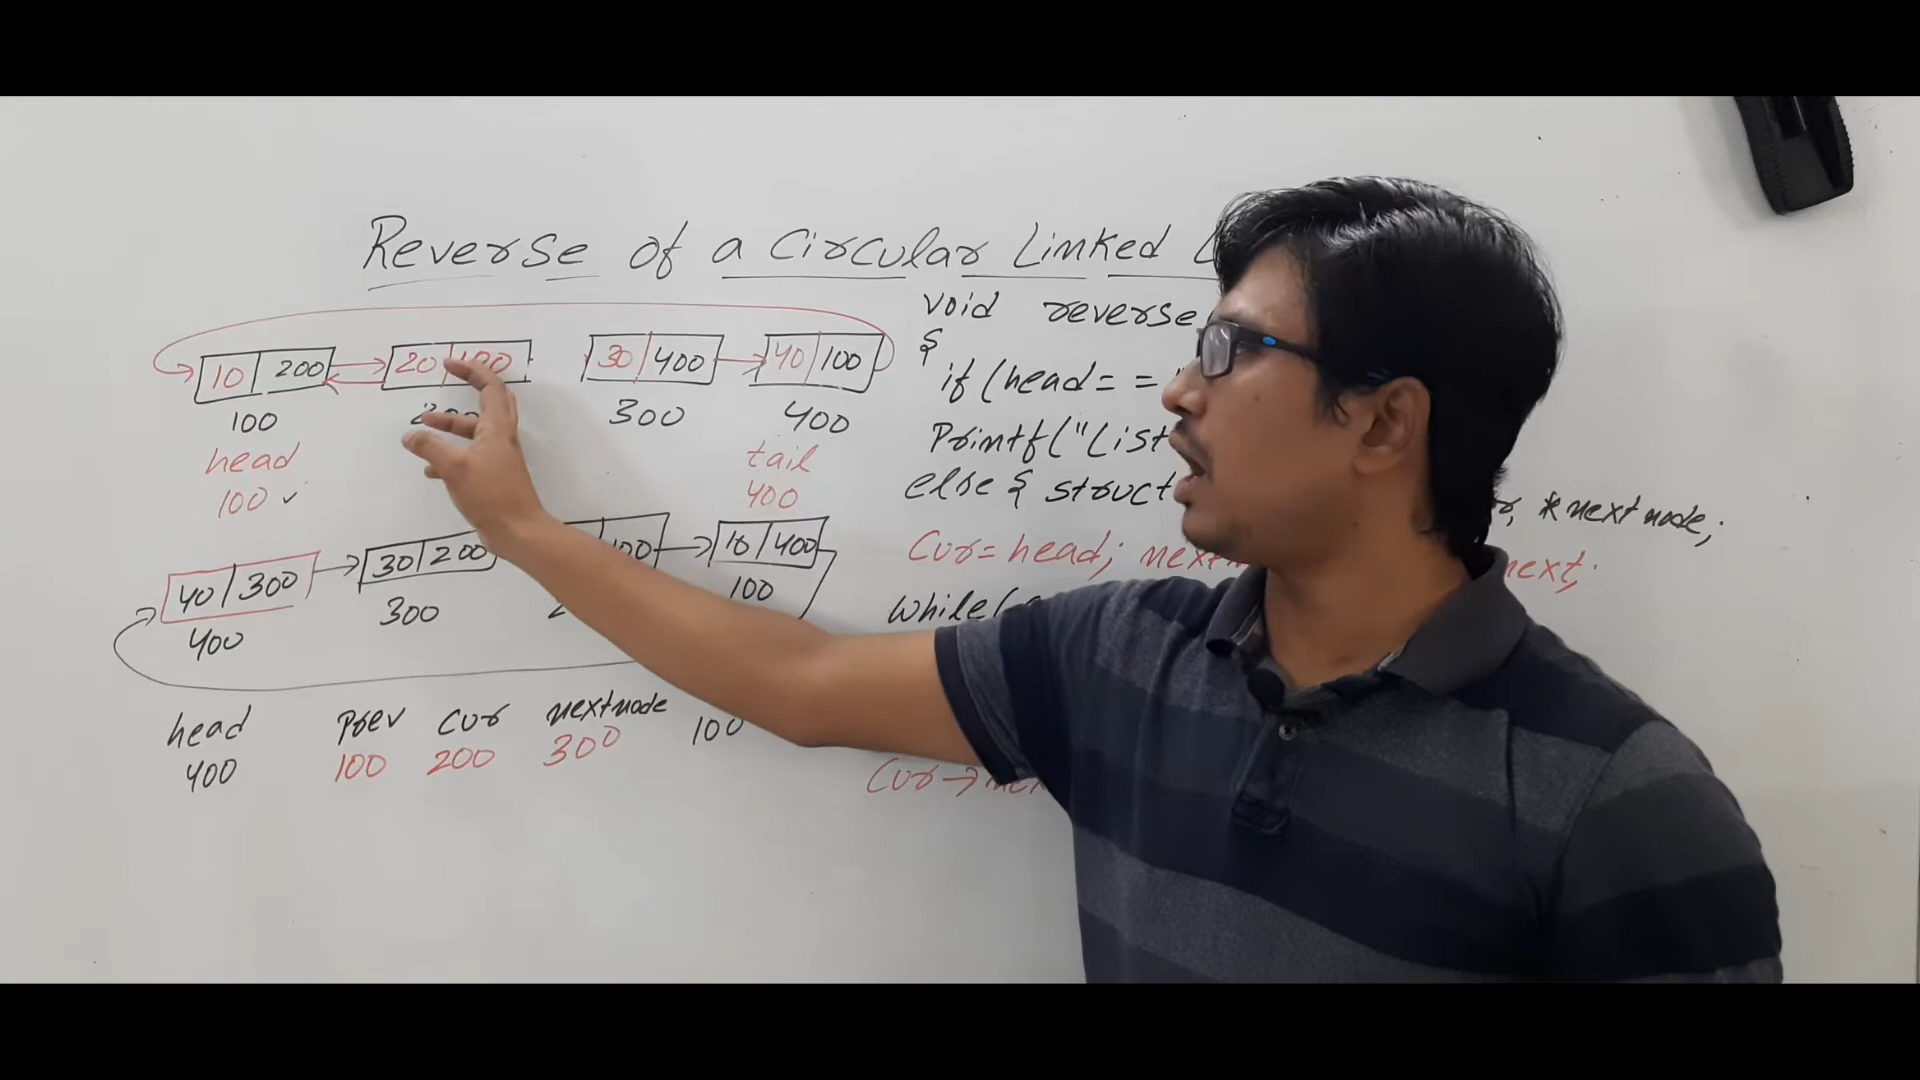 Reverse of a Circular Linked
10 200 20 100 30 400 40 100
100 300 400
head tail
100 ✓ 400
40 300 30 200 100 10 400
400 300 100
head Prev cur nextnode
400 100 200 300 100
void reverse
{
if (head = =
Printf("List
else { struct *nextnode;
Cur = head; next;
while(
Cur →